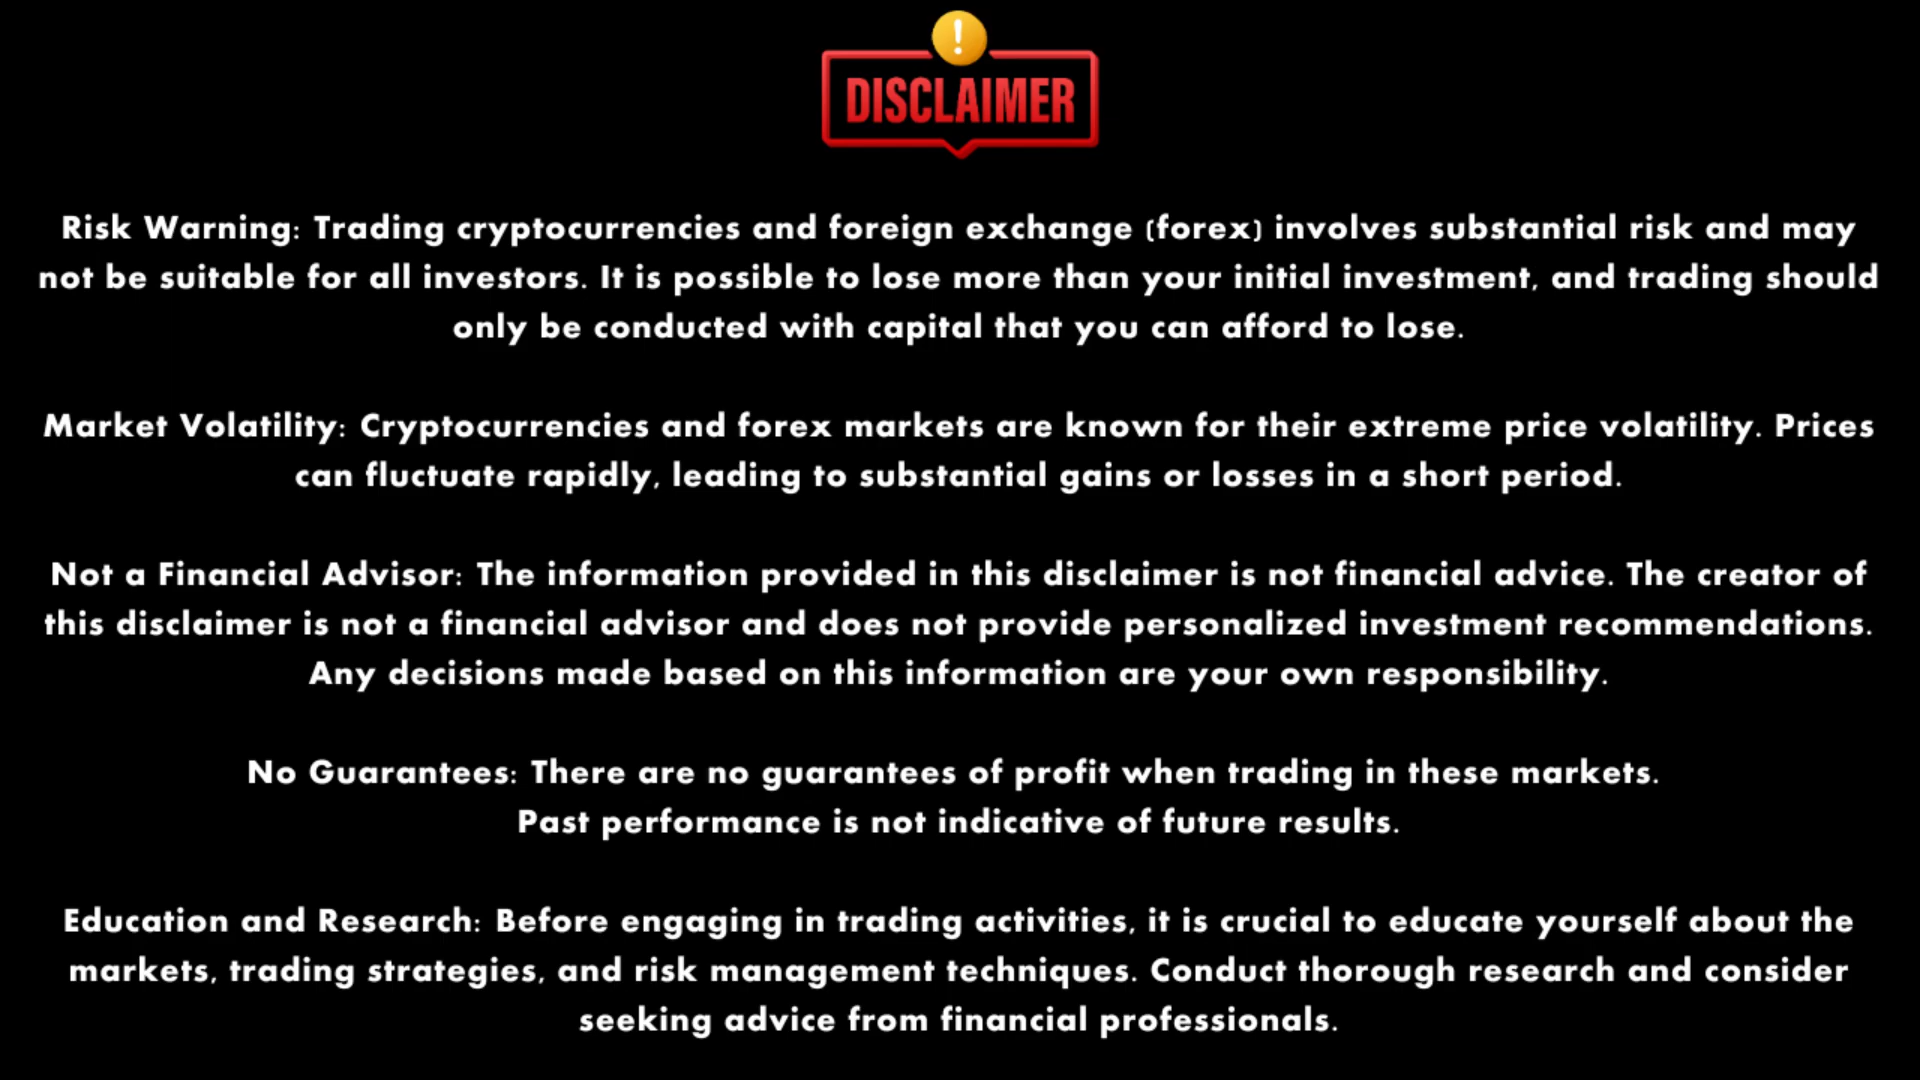 !
DISCLAIMER
Risk Warning: Trading cryptocurrencies and foreign exchange (forex) involves substantial risk and may
not be suitable for all investors. It is possible to lose more than your initial investment, and trading should
only be conducted with capital that you can afford to lose.
Market Volatility: Cryptocurrencies and forex markets are known for their extreme price volatility. Prices
can fluctuate rapidly, leading to substantial gains or losses in a short period.
Not a Financial Advisor: The information provided in this disclaimer is not financial advice. The creator of
this disclaimer is not a financial advisor and does not provide personalized investment recommendations.
Any decisions made based on this information are your own responsibility.
No Guarantees: There are no guarantees of profit when trading in these markets.
Past performance is not indicative of future results.
Education and Research: Before engaging in trading activities, it is crucial to educate yourself about the
markets, trading strategies, and risk management techniques. Conduct thorough research and consider
seeking advice from financial professionals.